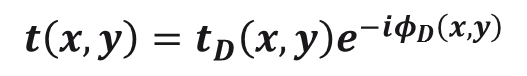 t(x, y) = t_D(x, y)e^{-iϕ_D(x,y)}